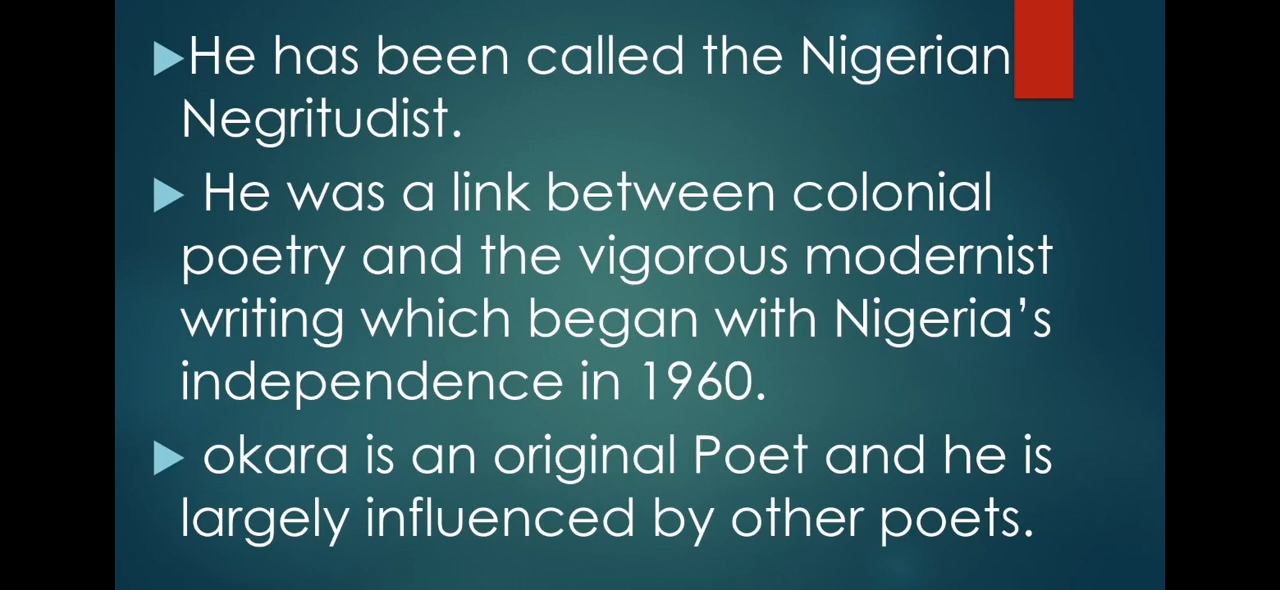 He has been called the Nigerian
Negritudist.
He was a link between colonial
poetry and the vigorous modernist
writing which began with Nigeria’s
independence in 1960.
okara is an original Poet and he is
largely influenced by other poets.